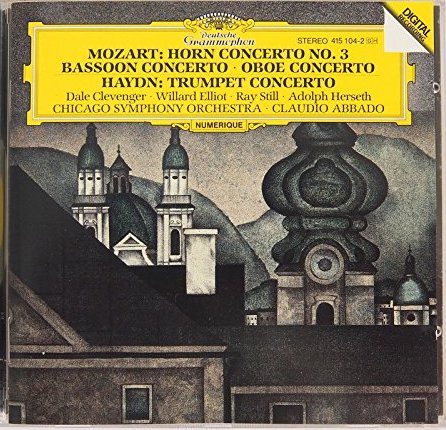 Deutsche
Grammophon
STEREO 415 104-2 GH
MOZART: HORN CONCERTO NO. 3
BASSOON CONCERTO · OBOE CONCERTO
HAYDN: TRUMPET CONCERTO
Dale Clevenger · Willard Elliot · Ray Still · Adolph Herseth
CHICAGO SYMPHONY ORCHESTRA · CLAUDIO ABBADO
NUMERIQUE
DIGITAL